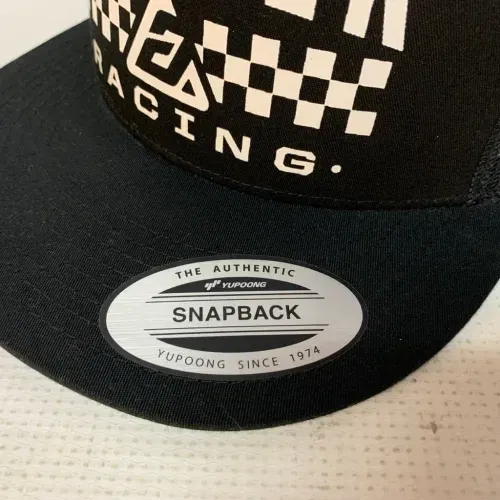 RACING.
THE AUTHENTIC
YUPOONG
SNAPBACK
YUPOONG SINCE 1974